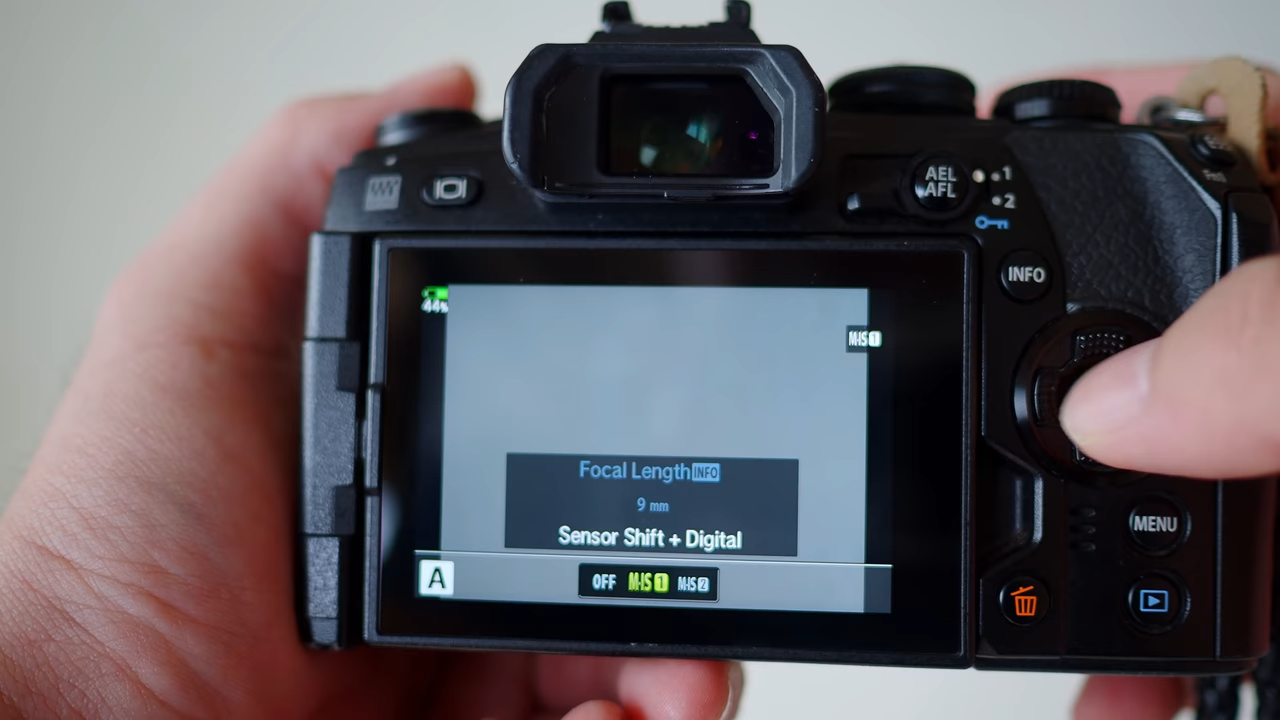 AEL
AFL
1
2
INFO
44%
M-IS 1
Focal Length INFO
9 mm
Sensor Shift + Digital
A
OFF M-IS 1 M-IS 2
MENU